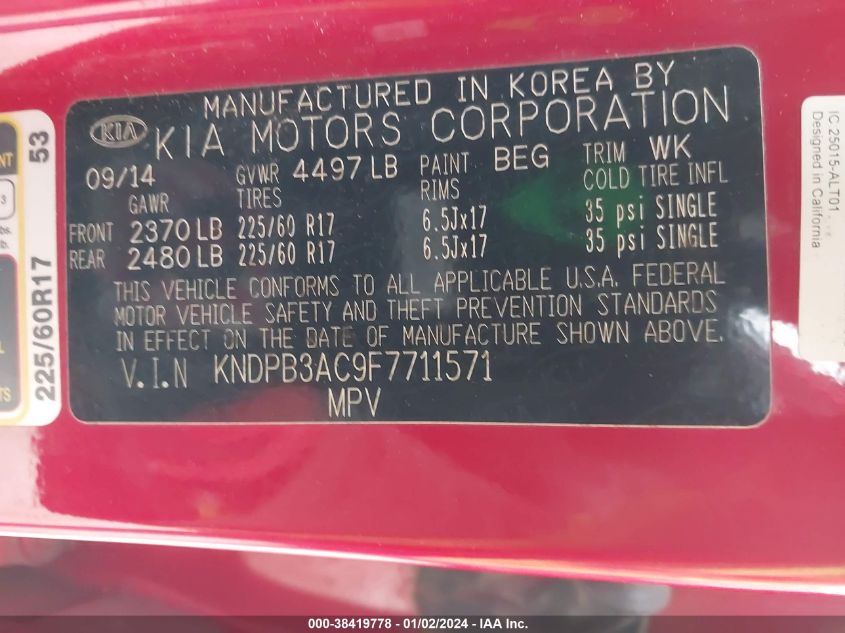 MANUFACTURED IN KOREA BY
KIA KIA MOTORS CORPORATION
09/14 GVWR 4497 LB PAINT BEG TRIM WK
GAWR TIRES RIMS COLD TIRE INFL
FRONT 2370 LB 225/60 R17 6.5Jx17 35 psi SINGLE
REAR 2480 LB 225/60 R17 6.5Jx17 35 psi SINGLE
THIS VEHICLE CONFORMS TO ALL APPLICABLE U.S.A. FEDERAL
MOTOR VEHICLE SAFETY AND THEFT PREVENTION STANDARDS
IN EFFECT ON THE DATE OF MANUFACTURE SHOWN ABOVE.
V.I.N KNDPB3AC9F7711571
MPV
53
225/60R17
IC 25015-ALT01
Designed in California
000-38419778 - 01/02/2024 - IAA Inc.